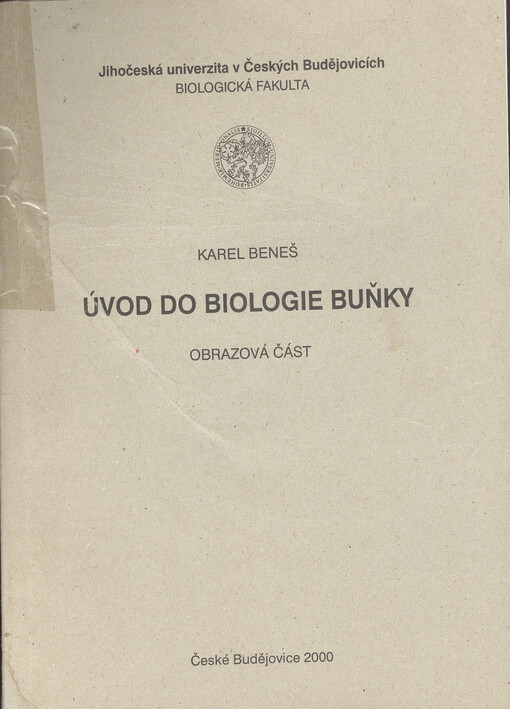 Jihočeská univerzita v Českých Budějovicích
BIOLOGICKÁ FAKULTA
KAREL BENEŠ
ÚVOD DO BIOLOGIE BUŇKY
OBRAZOVÁ ČÁST
České Budějovice 2000